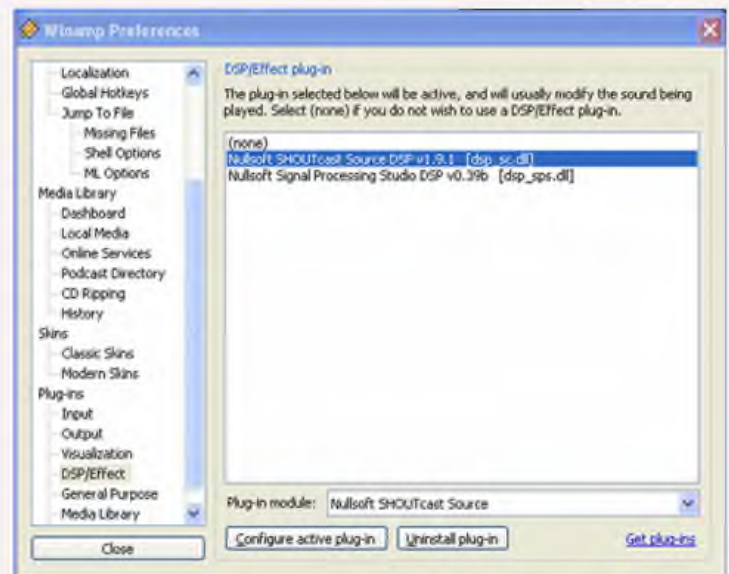 Winamp Preferences
Localization
Global Hotkeys
Jump To File
Missing Files
Shell Options
ML Options
Media Library
Dashboard
Local Media
Online Services
Podcast Directory
CD Ripping
History
Skins
Classic Skins
Modern Skins
Plug-ins
Input
Output
Visualization
DSP/Effect
General Purpose
Media Library
Close
DSP/Effect plug-in
The plug-in selected below will be active, and will usually modify the sound being
played. Select (none) if you do not wish to use a DSP/Effect plug-in.
(none)
Nullsoft SHOUTcast Source DSP v1.9.1 [dsp_sc.dll]
Nullsoft Signal Processing Studio DSP v0.39b [dsp_sps.dll]
Plug-in module: Nullsoft SHOUTcast Source
Configure active plug-in Uninstall plug-in Get plug-ins